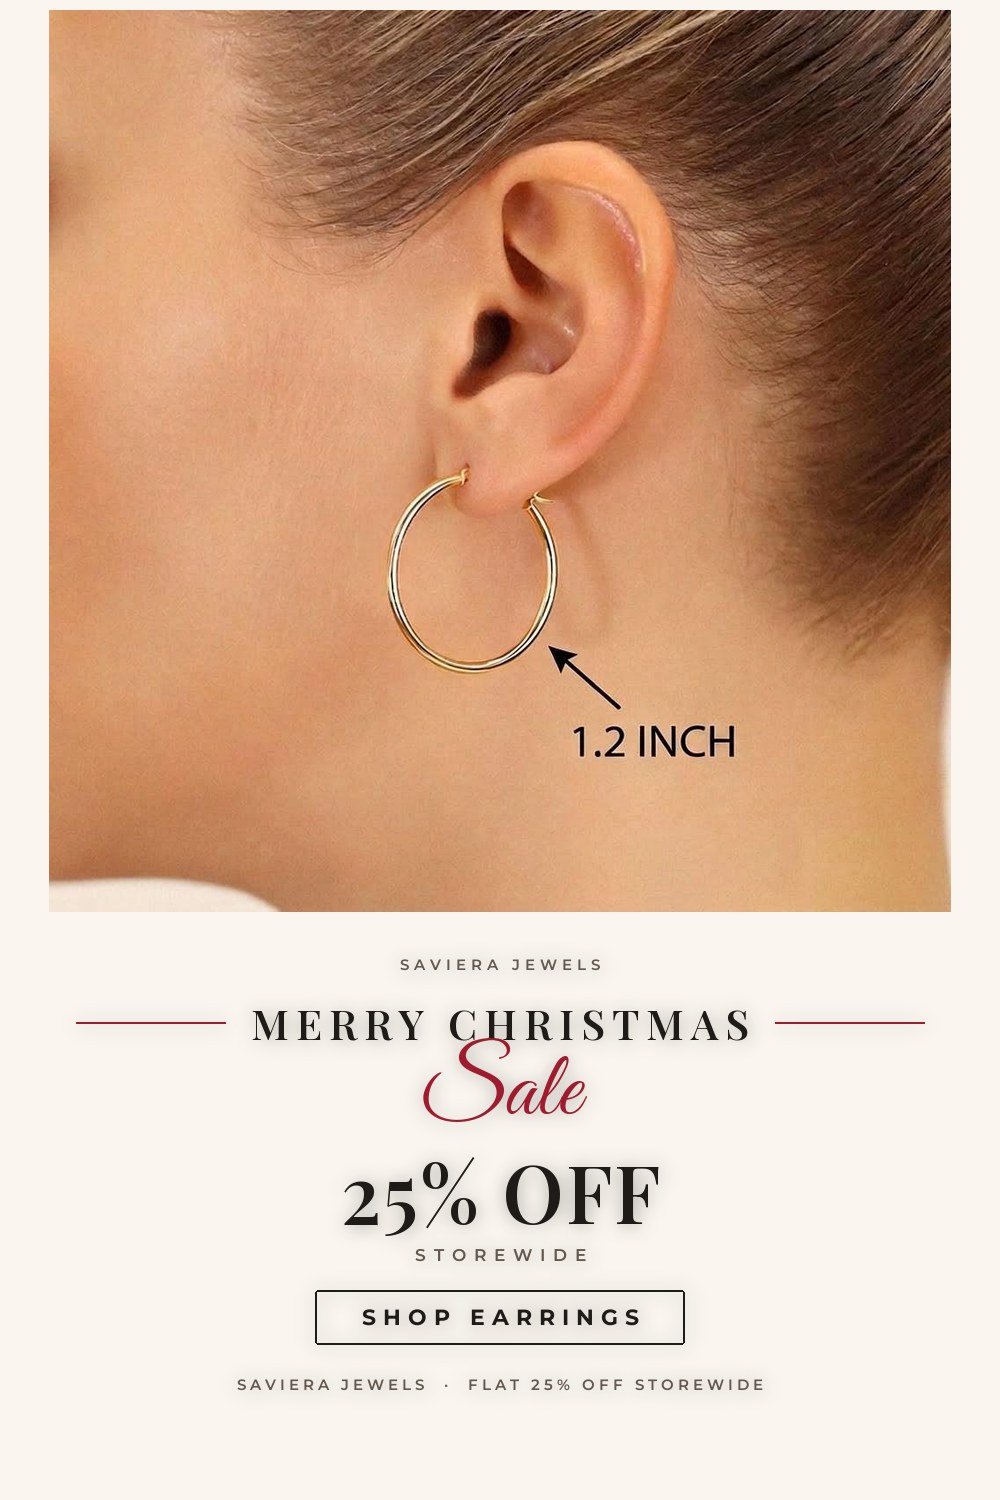 1.2 INCH
SAVIERA JEWELS
MERRY CHRISTMAS
Sale
25% OFF
STOREWIDE
SHOP EARRINGS
SAVIERA JEWELS · FLAT 25% OFF STOREWIDE